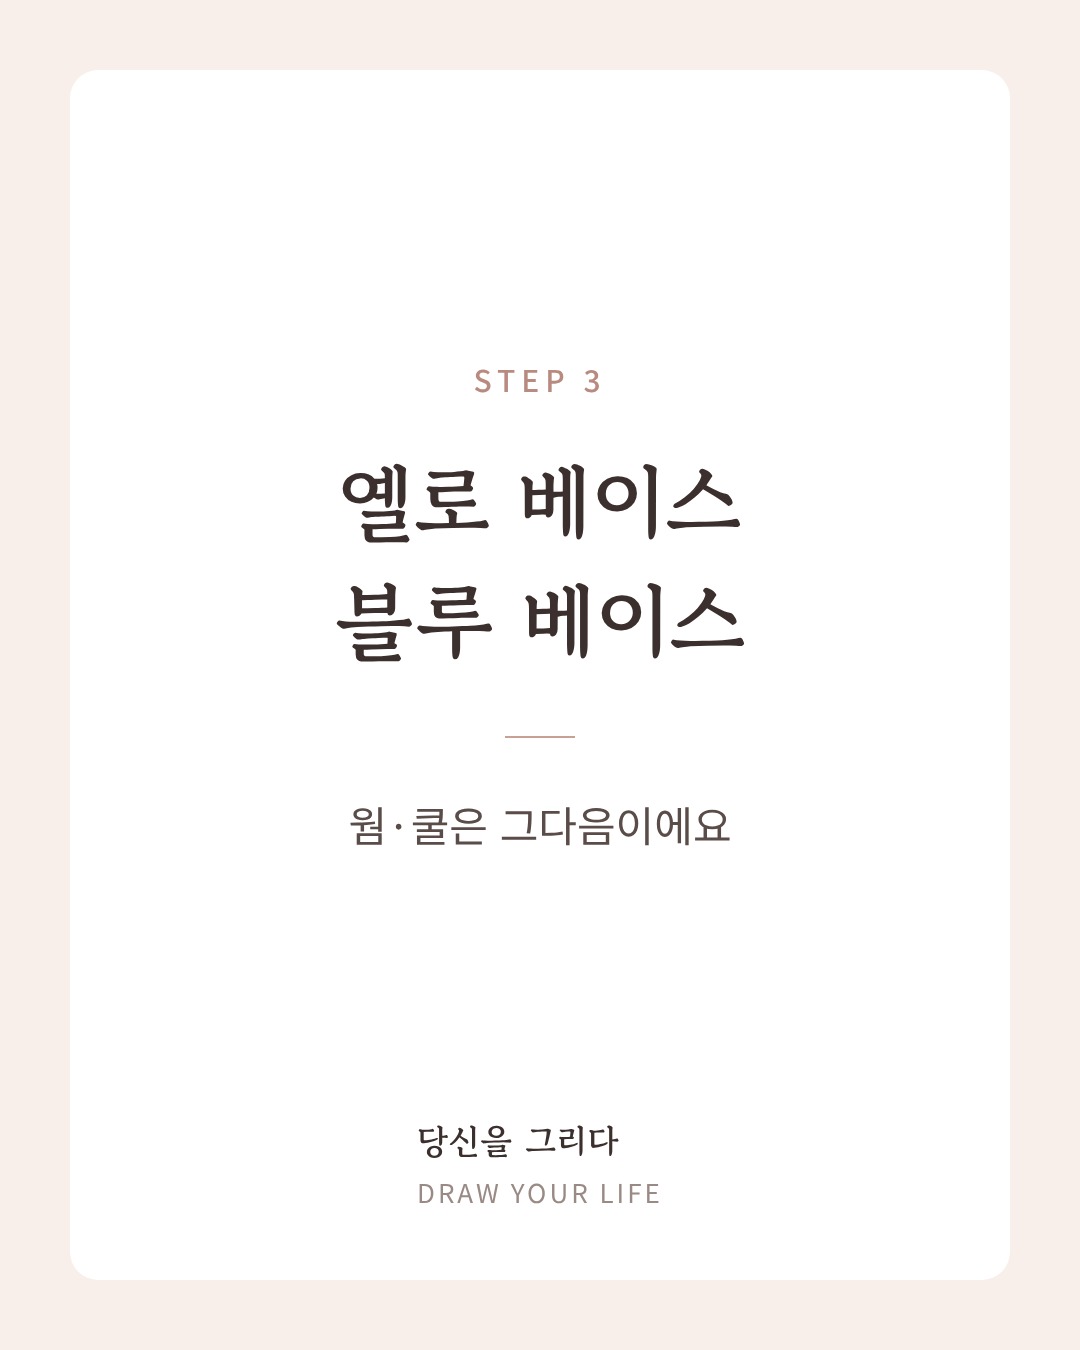 STEP 3
옐로 베이스
블루 베이스
웜·쿨은 그다음이에요
당신을 그리다
DRAW YOUR LIFE